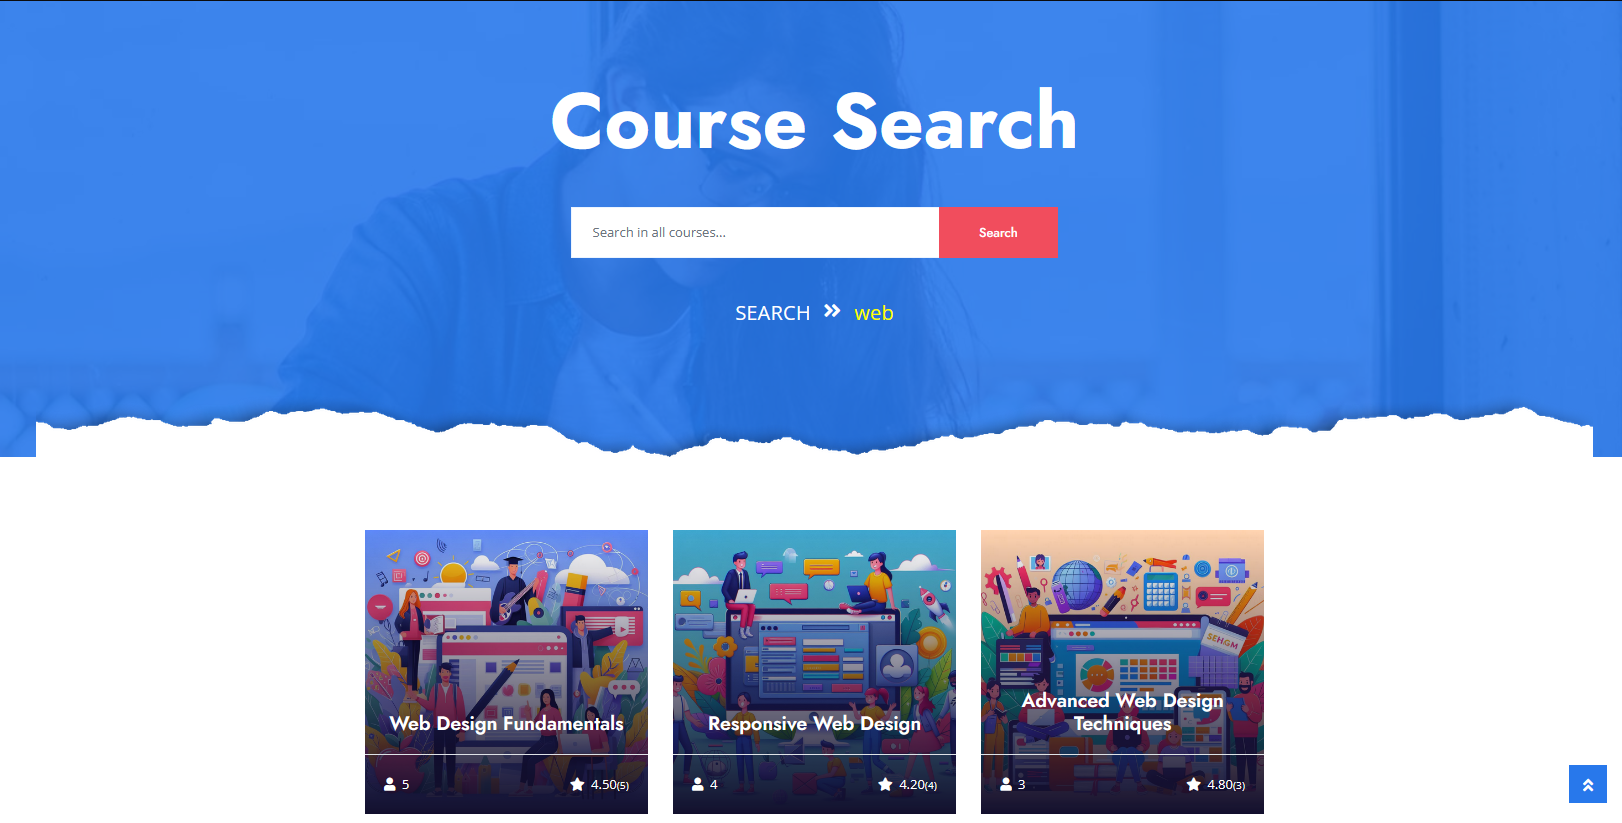 Course Search
Search in all courses...
Search
SEARCH » web
Web Design Fundamentals
5
4.50(5)
Responsive Web Design
4
4.20(4)
SEHGM
Advanced Web Design
Techniques
3
4.80(3)